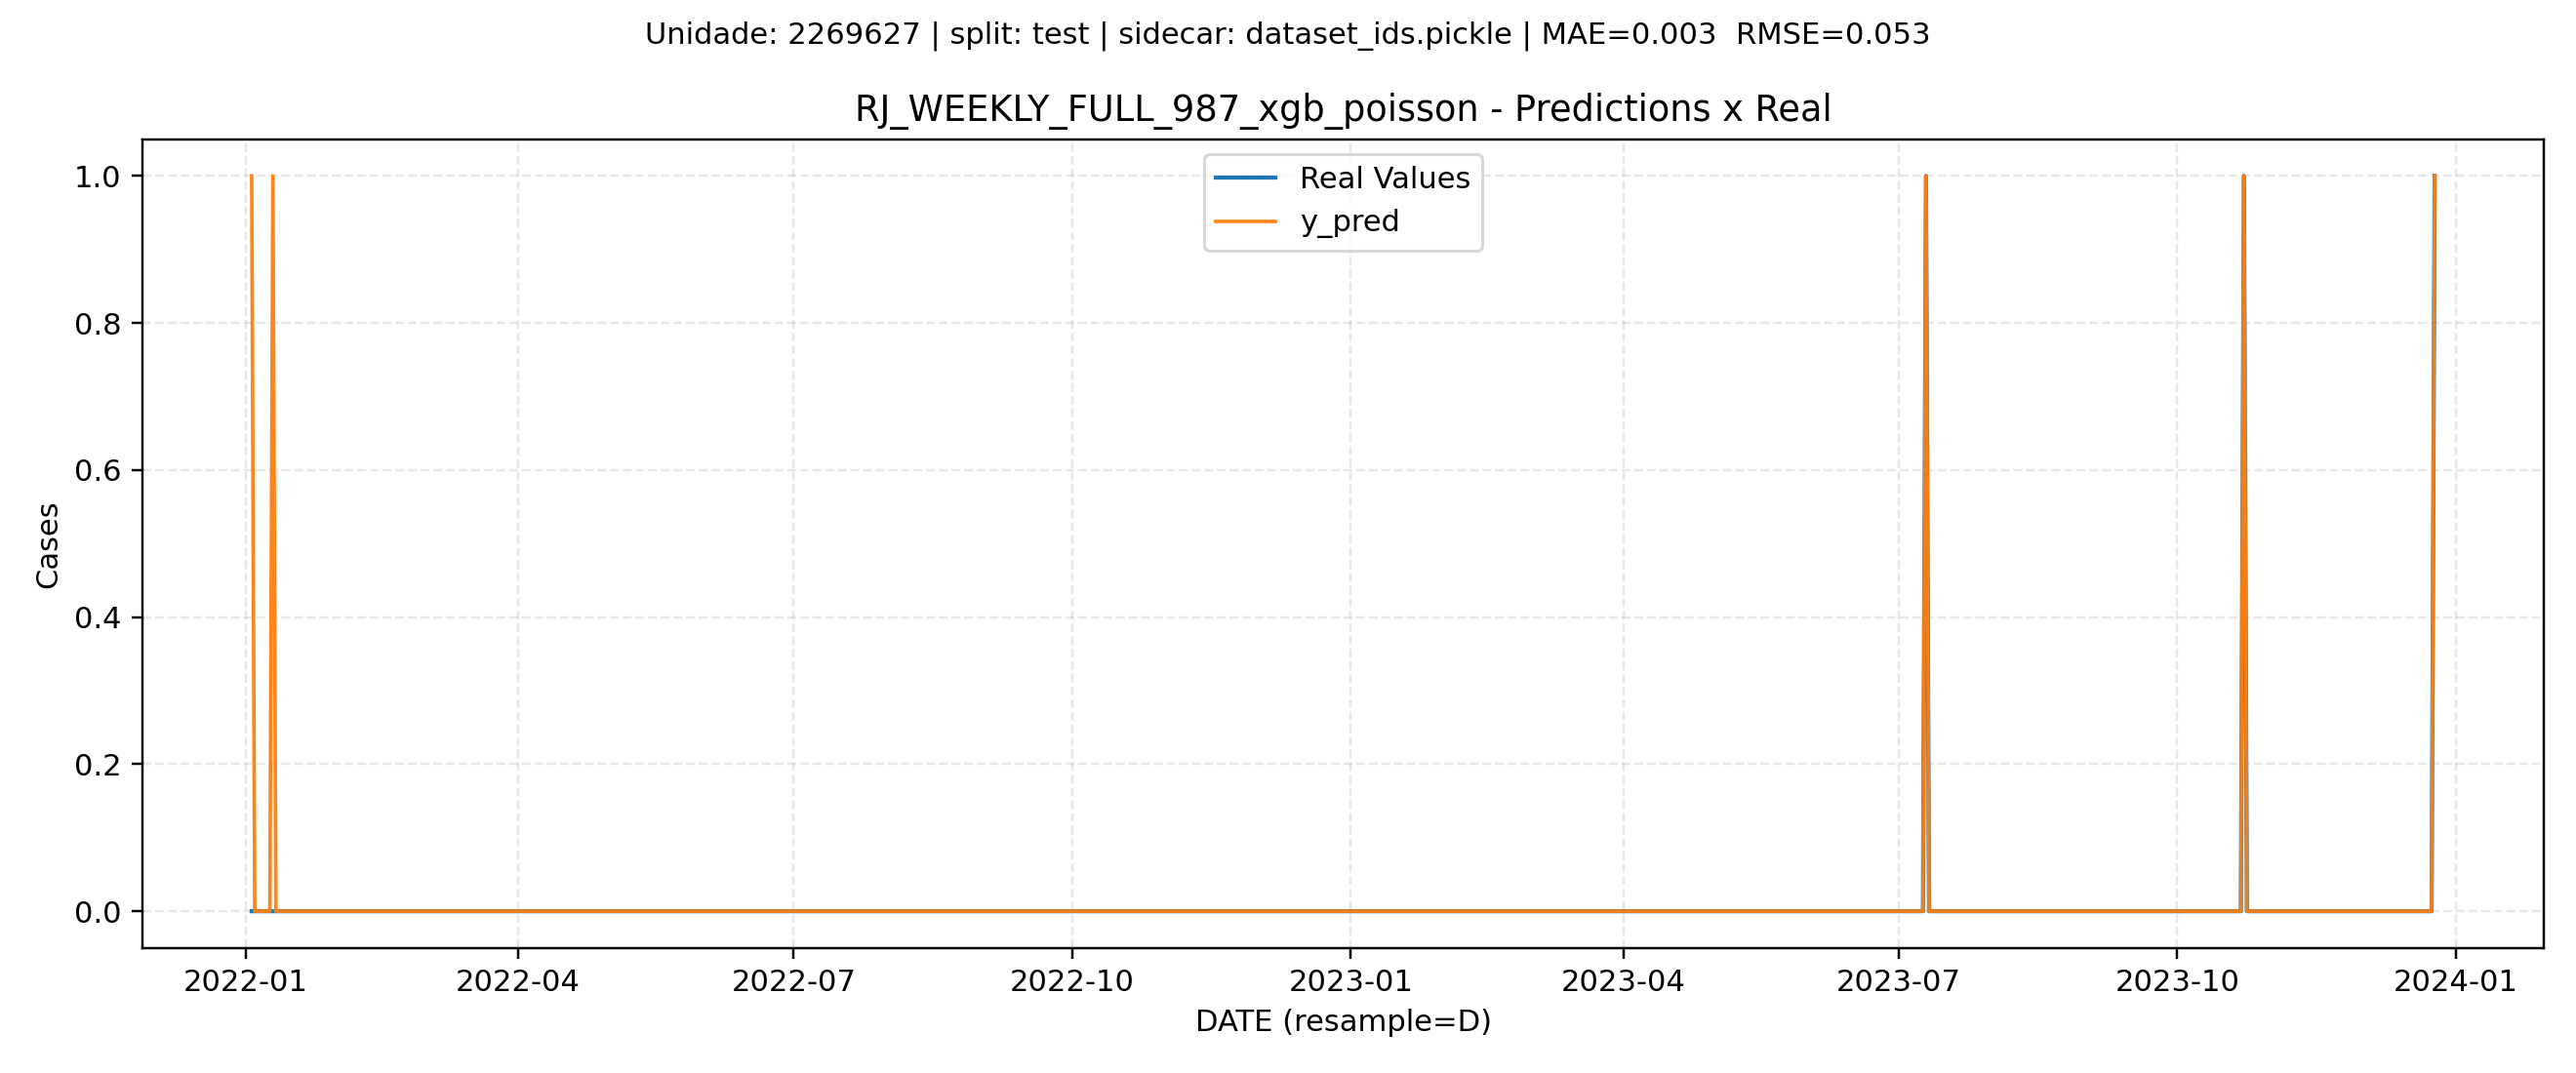 Unidade: 2269627 | split: test | sidecar: dataset_ids.pickle | MAE=0.003  RMSE=0.053
RJ_WEEKLY_FULL_987_xgb_poisson - Predictions x Real
Real Values
y_pred
Cases
1.0
0.8
0.6
0.4
0.2
0.0
2022-01 2022-04 2022-07 2022-10 2023-01 2023-04 2023-07 2023-10 2024-01
DATE (resample=D)